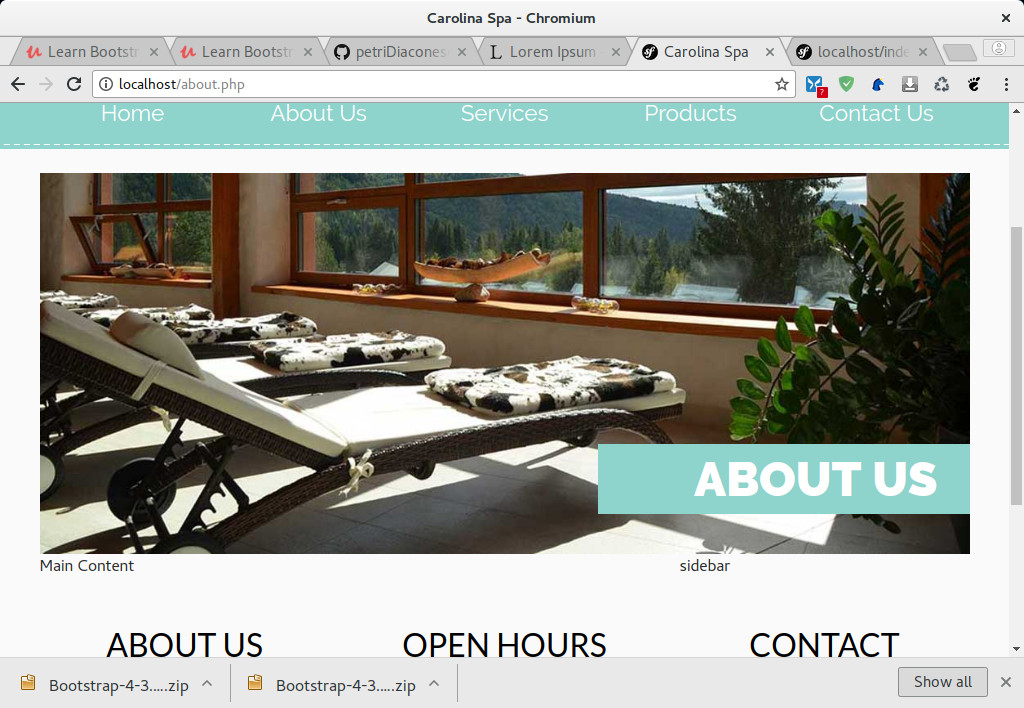 Carolina Spa - Chromium
Learn Bootstr
Learn Bootstr
petriDiacones
Lorem Ipsum
Carolina Spa
localhost/inde
localhost/about.php
Home About Us Services Products Contact Us
ABOUT US
Main Content sidebar
ABOUT US OPEN HOURS CONTACT
Bootstrap-4-3.....zip Bootstrap-4-3.....zip Show all